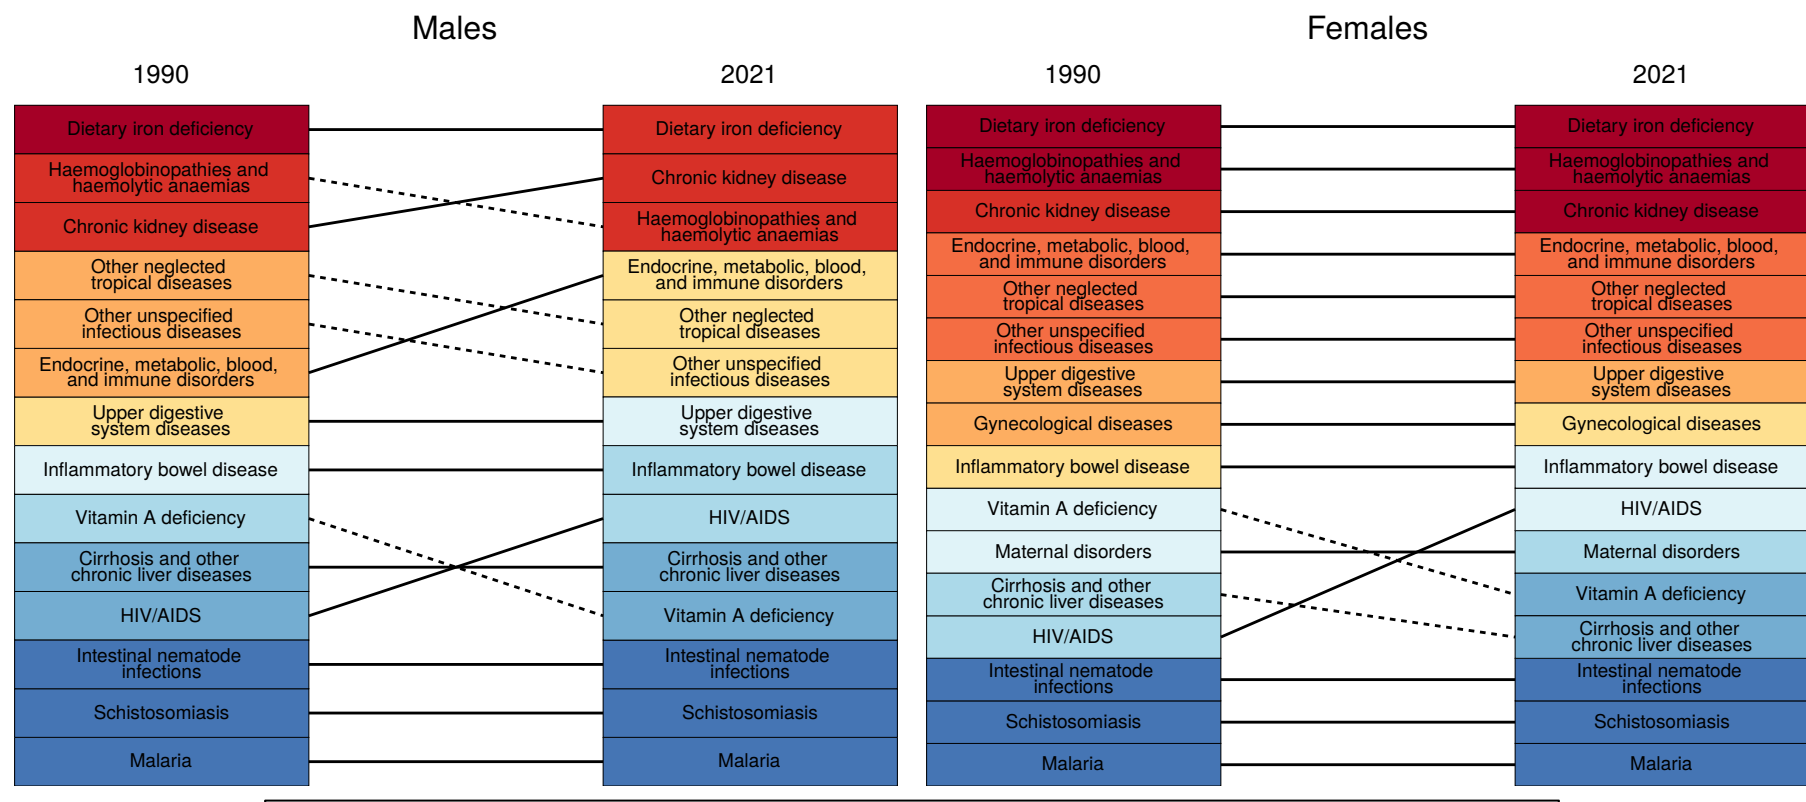 Males
1990
2021
Dietary iron deficiency
Haemoglobinopathies and
haemolytic anaemias
Chronic kidney disease
Other neglected
tropical diseases
Other unspecified
infectious diseases
Endocrine, metabolic, blood,
and immune disorders
Upper digestive
system diseases
Inflammatory bowel disease
Vitamin A deficiency
Cirrhosis and other
chronic liver diseases
HIV/AIDS
Intestinal nematode
infections
Schistosomiasis
Malaria
Dietary iron deficiency
Chronic kidney disease
Haemoglobinopathies and
haemolytic anaemias
Endocrine, metabolic, blood,
and immune disorders
Other neglected
tropical diseases
Other unspecified
infectious diseases
Upper digestive
system diseases
Inflammatory bowel disease
HIV/AIDS
Cirrhosis and other
chronic liver diseases
Vitamin A deficiency
Intestinal nematode
infections
Schistosomiasis
Malaria
Females
1990
2021
Dietary iron deficiency
Haemoglobinopathies and
haemolytic anaemias
Chronic kidney disease
Endocrine, metabolic, blood,
and immune disorders
Other neglected
tropical diseases
Other unspecified
infectious diseases
Upper digestive
system diseases
Gynecological diseases
Inflammatory bowel disease
Vitamin A deficiency
Maternal disorders
Cirrhosis and other
chronic liver diseases
HIV/AIDS
Intestinal nematode
infections
Schistosomiasis
Malaria
Dietary iron deficiency
Haemoglobinopathies and
haemolytic anaemias
Chronic kidney disease
Endocrine, metabolic, blood,
and immune disorders
Other neglected
tropical diseases
Other unspecified
infectious diseases
Upper digestive
system diseases
Gynecological diseases
Inflammatory bowel disease
HIV/AIDS
Maternal disorders
Vitamin A deficiency
Cirrhosis and other
chronic liver diseases
Intestinal nematode
infections
Schistosomiasis
Malaria